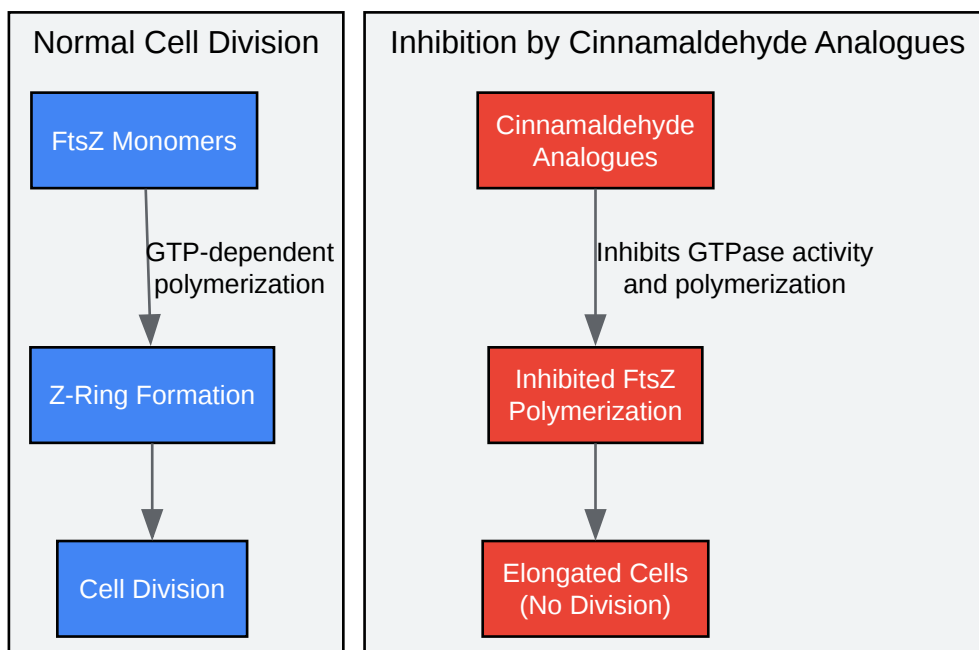 Normal Cell Division
FtsZ Monomers
GTP-dependent
polymerization
Z-Ring Formation
Cell Division
Inhibition by Cinnamaldehyde Analogues
Cinnamaldehyde
Analogues
Inhibits GTPase activity
and polymerization
Inhibited FtsZ
Polymerization
Elongated Cells
(No Division)